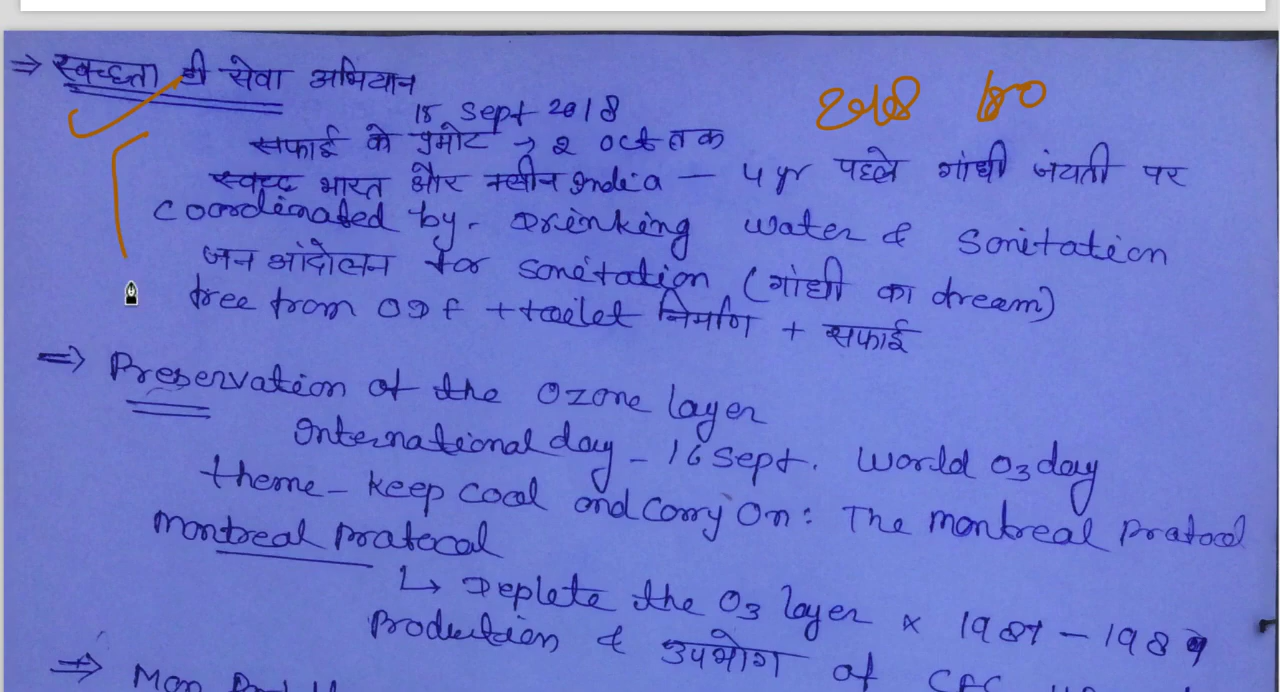 ⇒ स्वच्छता ही सेवा अभियान
15 Sept 2018
सफाई के प्रमोट → 2 Oct तक
स्वच्छ भारत और क्लीन India — 4 yr पहले गांधी जंयती पर
Coordinated by - Drinking water & Sanitation
जन आंदोलन for sanitation (गांधी का dream)
free from ODF + toilet निर्माण + सफाई
⇒ Preservation of the Ozone layer
International day - 16 Sept. World O3 day
theme - Keep cool and carry On : The montreal Protocol
montreal Protocol
↳ Deplete the O3 layer × 1987 - 1989
Production & उपभोग of CFC
⇒